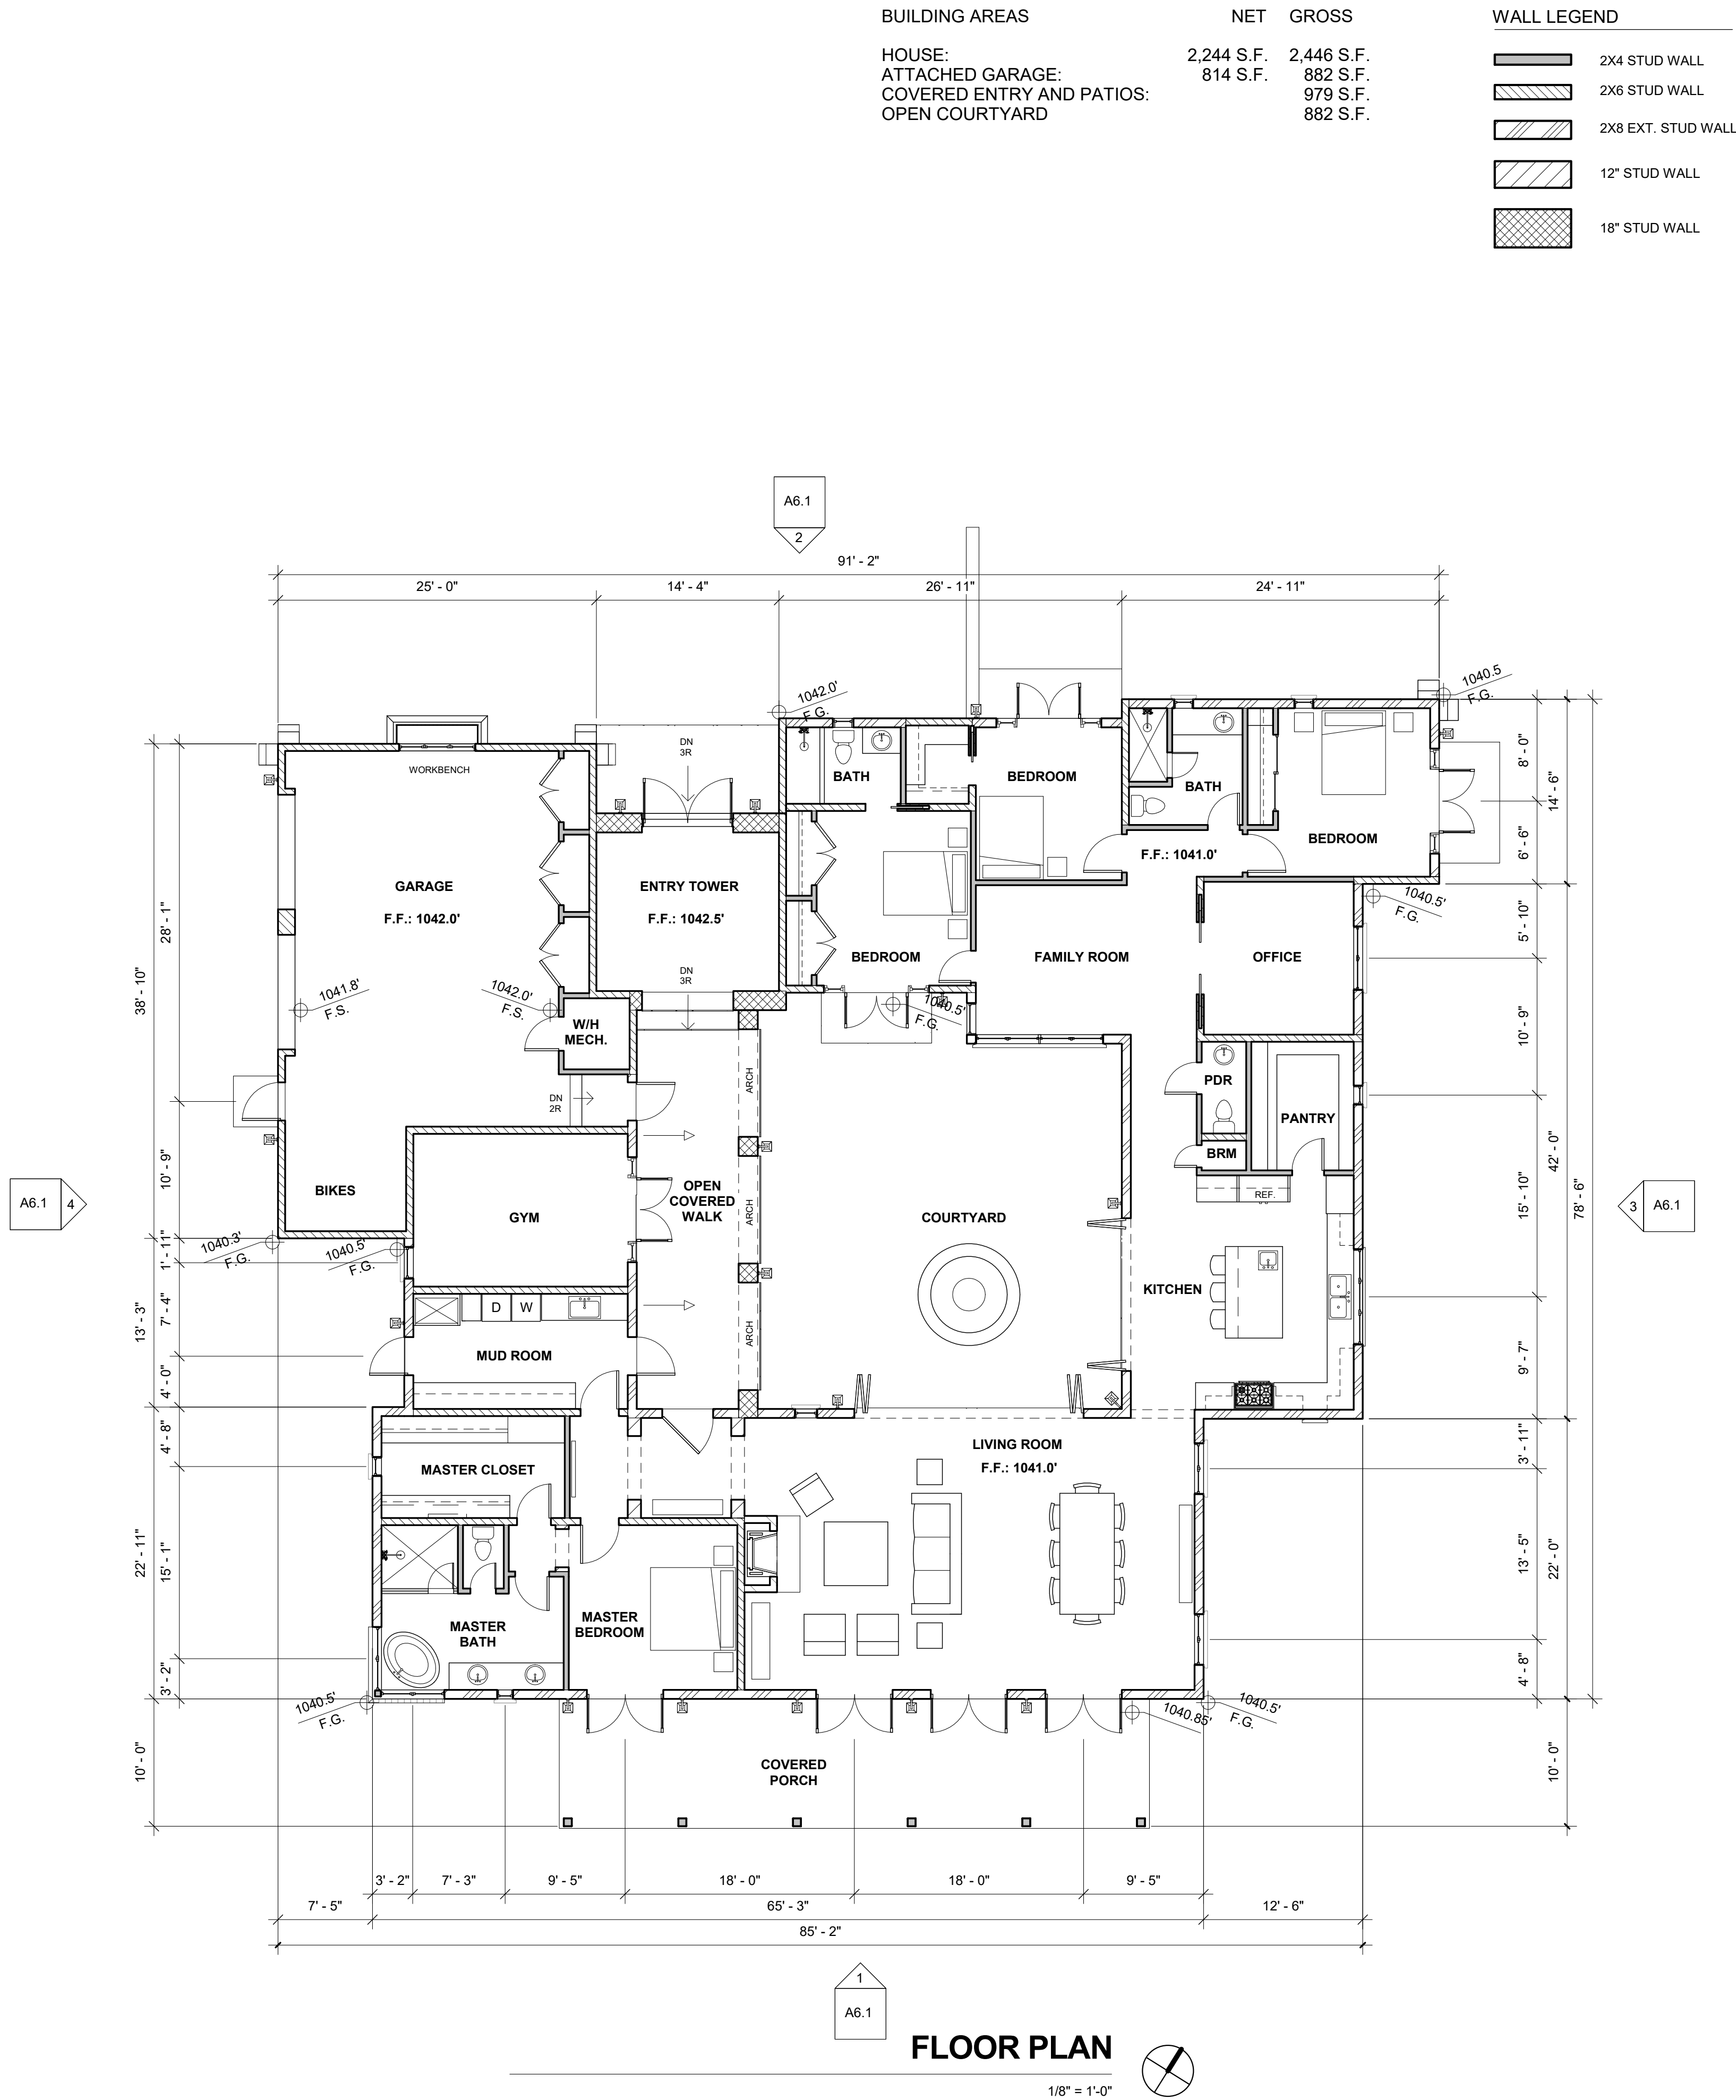 BUILDING AREAS NET GROSS
HOUSE: 2,244 S.F. 2,446 S.F.
ATTACHED GARAGE: 814 S.F. 882 S.F.
COVERED ENTRY AND PATIOS: 979 S.F.
OPEN COURTYARD 882 S.F.
WALL LEGEND
2X4 STUD WALL
2X6 STUD WALL
2X8 EXT. STUD WALL
12" STUD WALL
18" STUD WALL
A6.1
2
91' - 2"
25' - 0" 14' - 4" 26' - 11" 24' - 11"
1042.0'
F.G.
1040.5
F.G.
WORKBENCH
DN
3R
BATH
BEDROOM
BATH
BEDROOM
F.F.: 1041.0'
GARAGE
F.F.: 1042.0'
ENTRY TOWER
F.F.: 1042.5'
DN
3R
BEDROOM
FAMILY ROOM
OFFICE
1040.5'
F.G.
1041.8'
F.S.
1042.0'
F.S.
1040.5'
F.G.
W/H
MECH.
DN
2R
ARCH
PDR
PANTRY
BRM
REF.
BIKES
GYM
OPEN
COVERED
WALK
ARCH
COURTYARD
KITCHEN
ARCH
1040.3'
F.G.
1040.5'
F.G.
D W
MUD ROOM
MASTER CLOSET
LIVING ROOM
F.F.: 1041.0'
MASTER
BATH
MASTER
BEDROOM
1040.5'
F.G.
1040.85'
1040.5'
F.G.
COVERED
PORCH
38' - 10"
13' - 3"
22' - 11"
10' - 0"
28' - 1"
10' - 9"
1' - 11"
7' - 4"
4' - 0"
4' - 8"
15' - 1"
3' - 2"
8' - 0"
6' - 6"
5' - 10"
10' - 9"
15' - 10"
9' - 7"
3' - 11"
13' - 5"
4' - 8"
14' - 6"
42' - 0"
22' - 0"
10' - 0"
78' - 6"
A6.1 4
3 A6.1
3' - 2" 7' - 3" 9' - 5" 18' - 0" 18' - 0" 9' - 5"
7' - 5" 65' - 3" 12' - 6"
85' - 2"
1
A6.1
FLOOR PLAN
1/8" = 1'-0"